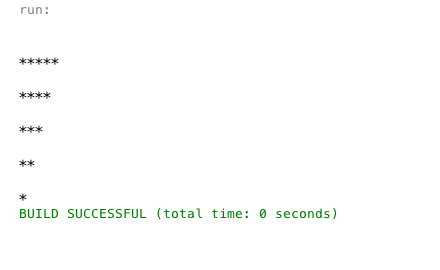 run:
*****
****
***
**
*
BUILD SUCCESSFUL (total time: 0 seconds)